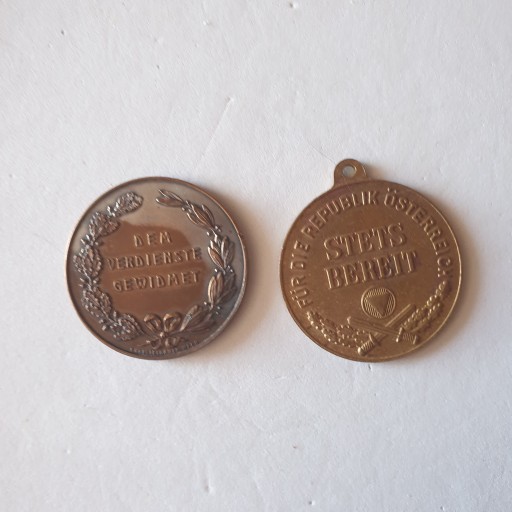 DEM
VERDIENSTE
GEWIDMET
FÜR DIE REPUBLIK ÖSTERREICH
STETS
BEREIT